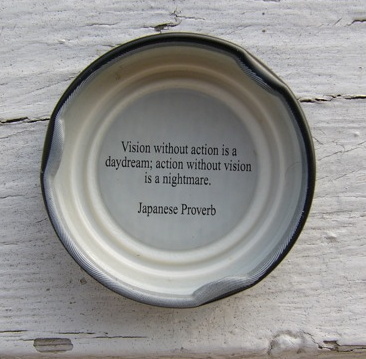 Vision without action is a
daydream; action without vision
is a nightmare.
Japanese Proverb